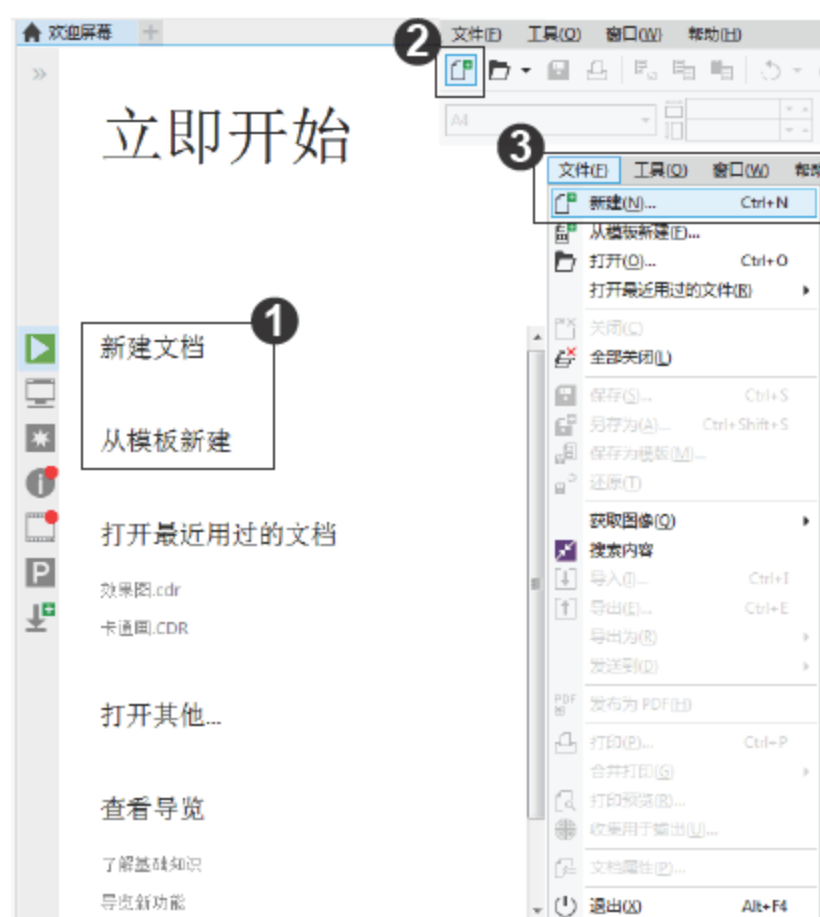 欢迎屏幕
立即开始
1
新建文档
从模板新建
打开最近用过的文档
效果图.cdr
卡通画.CDR
打开其他...
查看导览
了解基础知识
导览新功能
2
文件(F) 工具(O) 窗口(W) 帮助(H)
A4
3
文件(F) 工具(O) 窗口(W) 帮助
新建(N)... Ctrl+N
从模板新建(F)...
打开(O)... Ctrl+O
打开最近用过的文件(R)
关闭(C)
全部关闭(L)
保存(S)... Ctrl+S
另存为(A)... Ctrl+Shift+S
保存为模版(M)...
还原(T)
获取图像(Q)
搜索内容
导入(I)... Ctrl+I
导出(E)... Ctrl+E
导出为(R)
发送到(D)
PDF
发布为 PDF(H)
打印(P)... Ctrl+P
合并打印(G)
打印预览(R)...
收集用于输出(U)...
文档属性(P)...
退出(X) Alt+F4
P